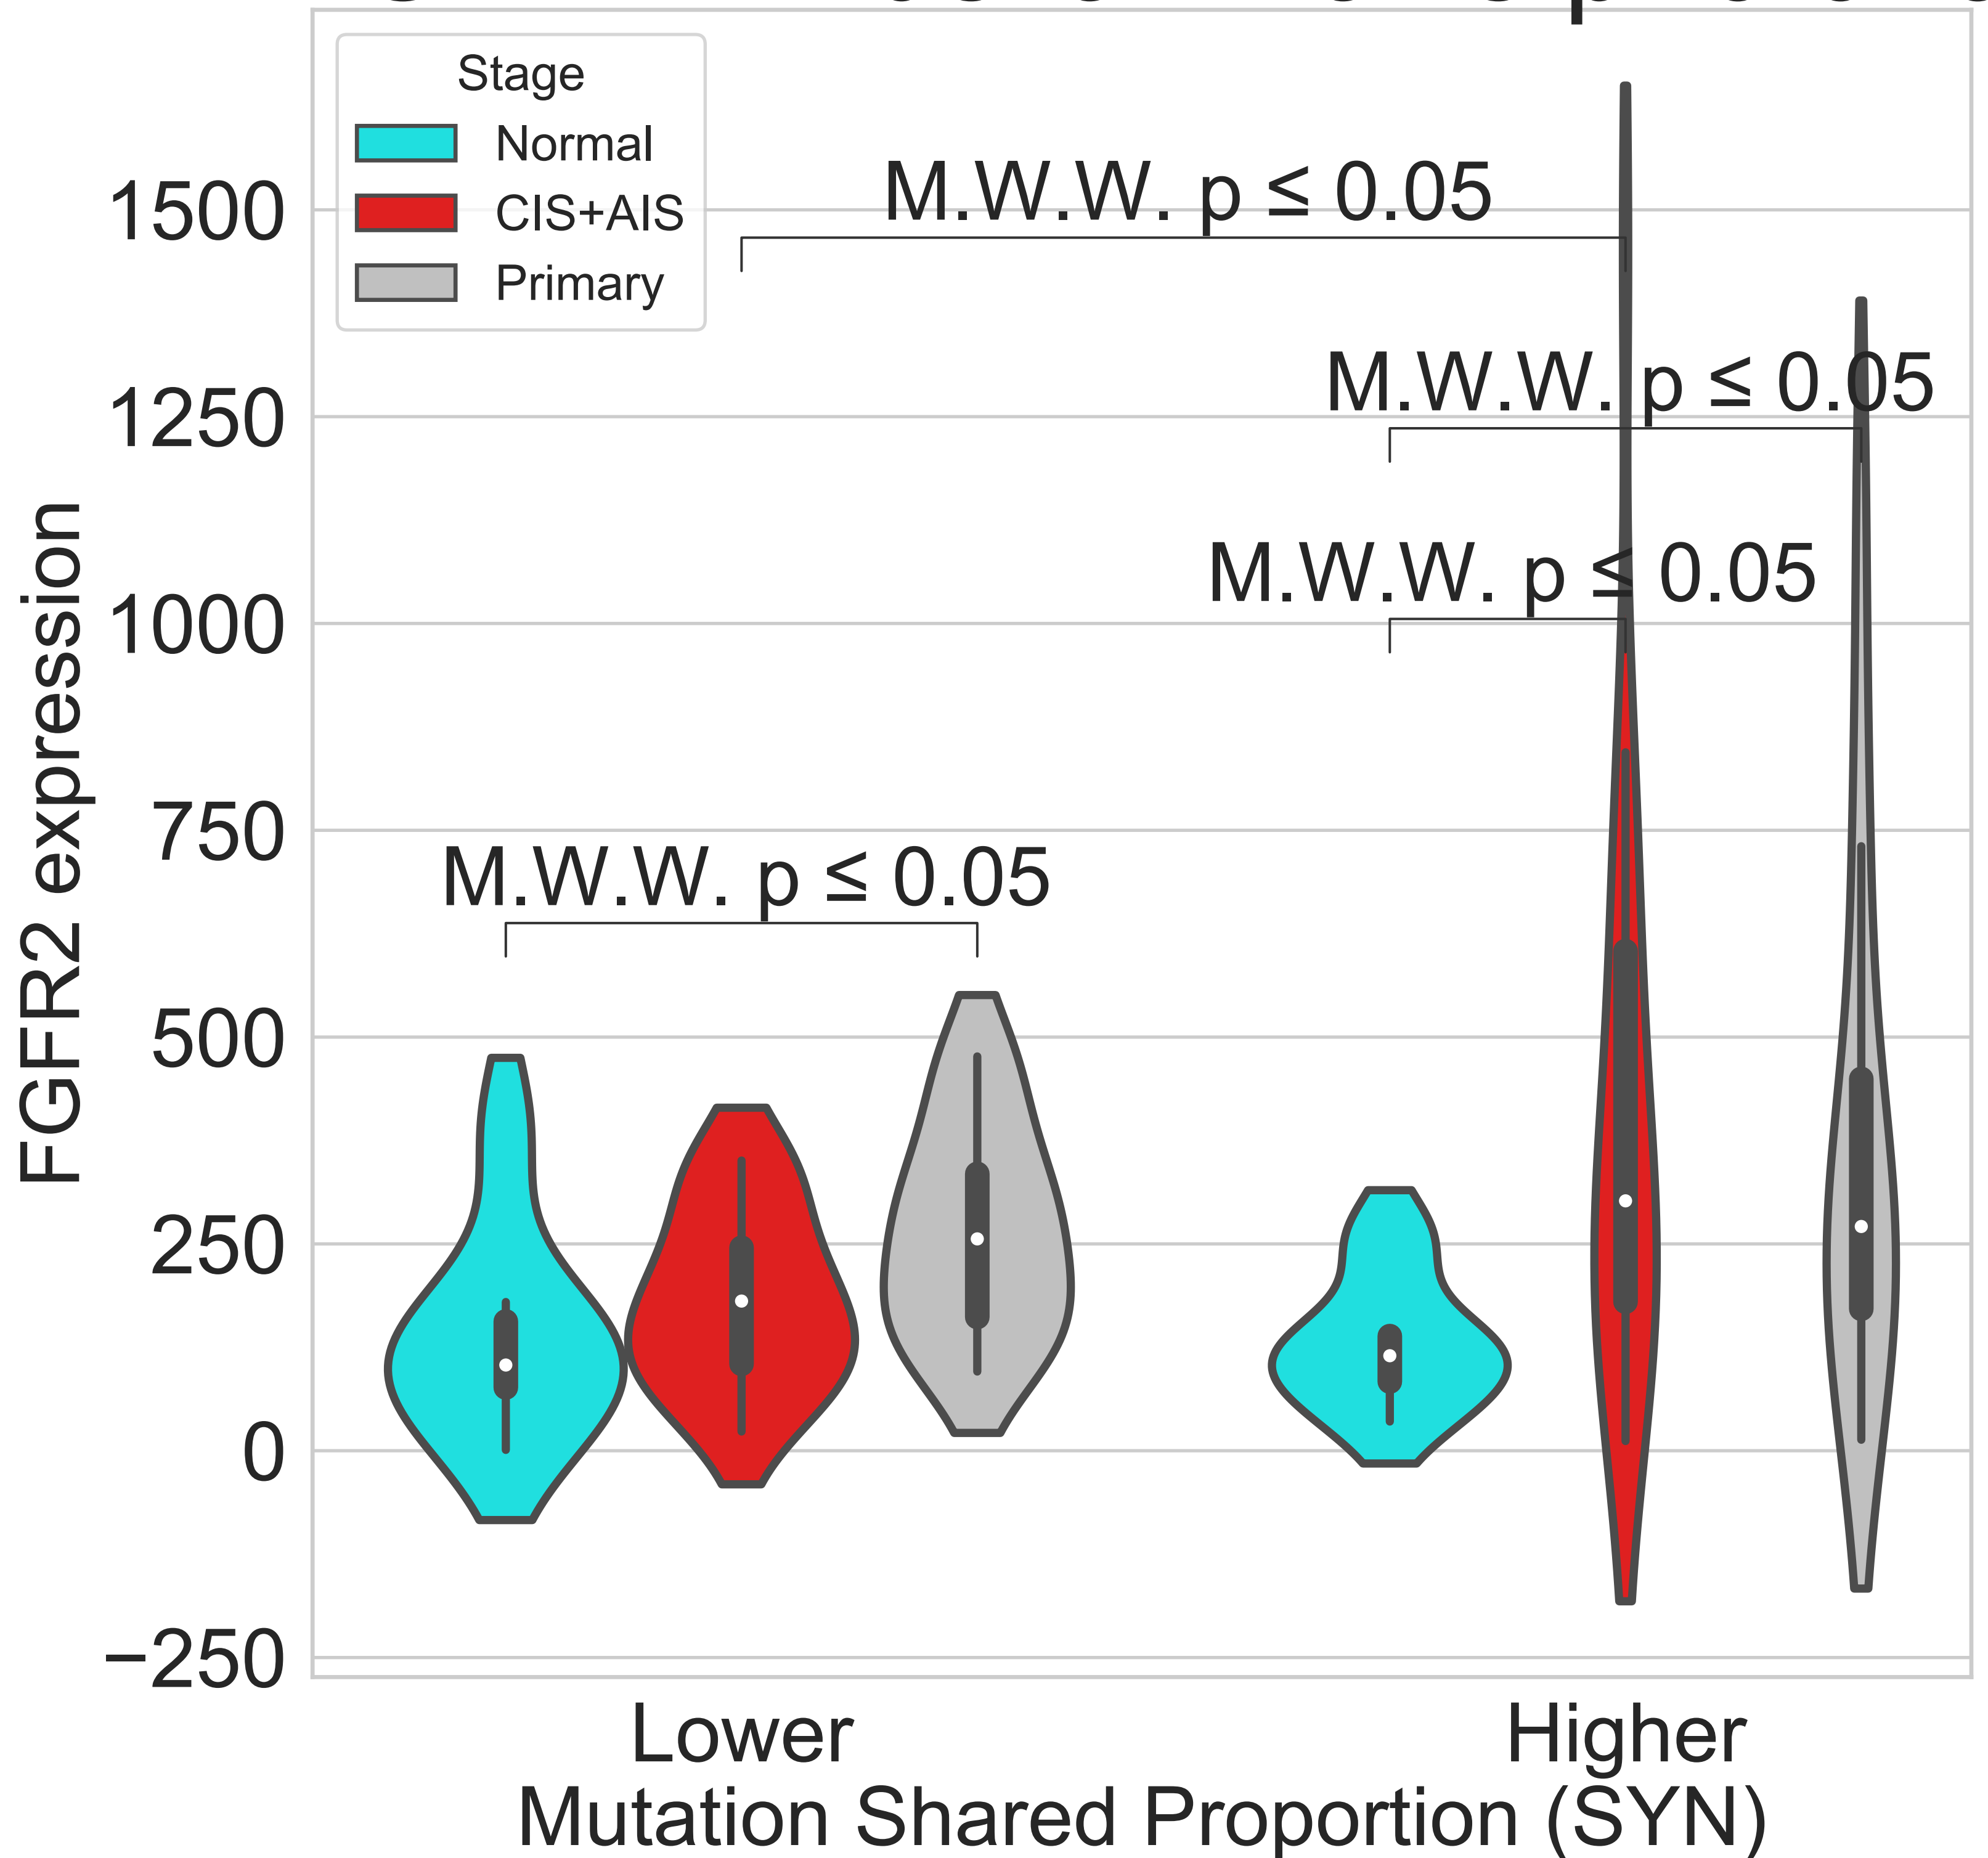 Stage
Normal
CIS+AIS
Primary
M.W.W. p ≤ 0.05
M.W.W. p ≤ 0.05
M.W.W. p ≤ 0.05
M.W.W. p ≤ 0.05
1500
1250
1000
750
500
250
0
−250
FGFR2 expression
Lower
Higher
Mutation Shared Proportion (SYN)